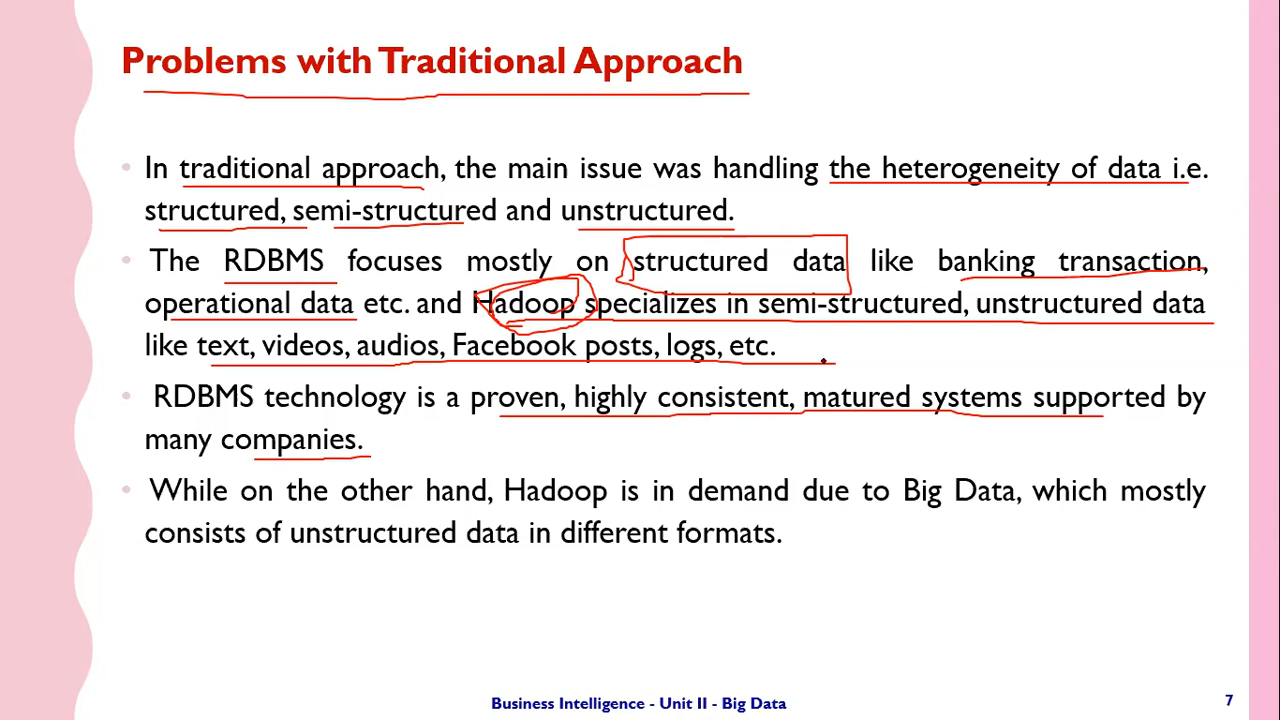 Problems with Traditional Approach
• In traditional approach, the main issue was handling the heterogeneity of data i.e.
structured, semi-structured and unstructured.
• The RDBMS focuses mostly on structured data like banking transaction,
operational data etc. and Hadoop specializes in semi-structured, unstructured data
like text, videos, audios, Facebook posts, logs, etc.
• RDBMS technology is a proven, highly consistent, matured systems supported by
many companies.
• While on the other hand, Hadoop is in demand due to Big Data, which mostly
consists of unstructured data in different formats.
Business Intelligence - Unit II - Big Data
7